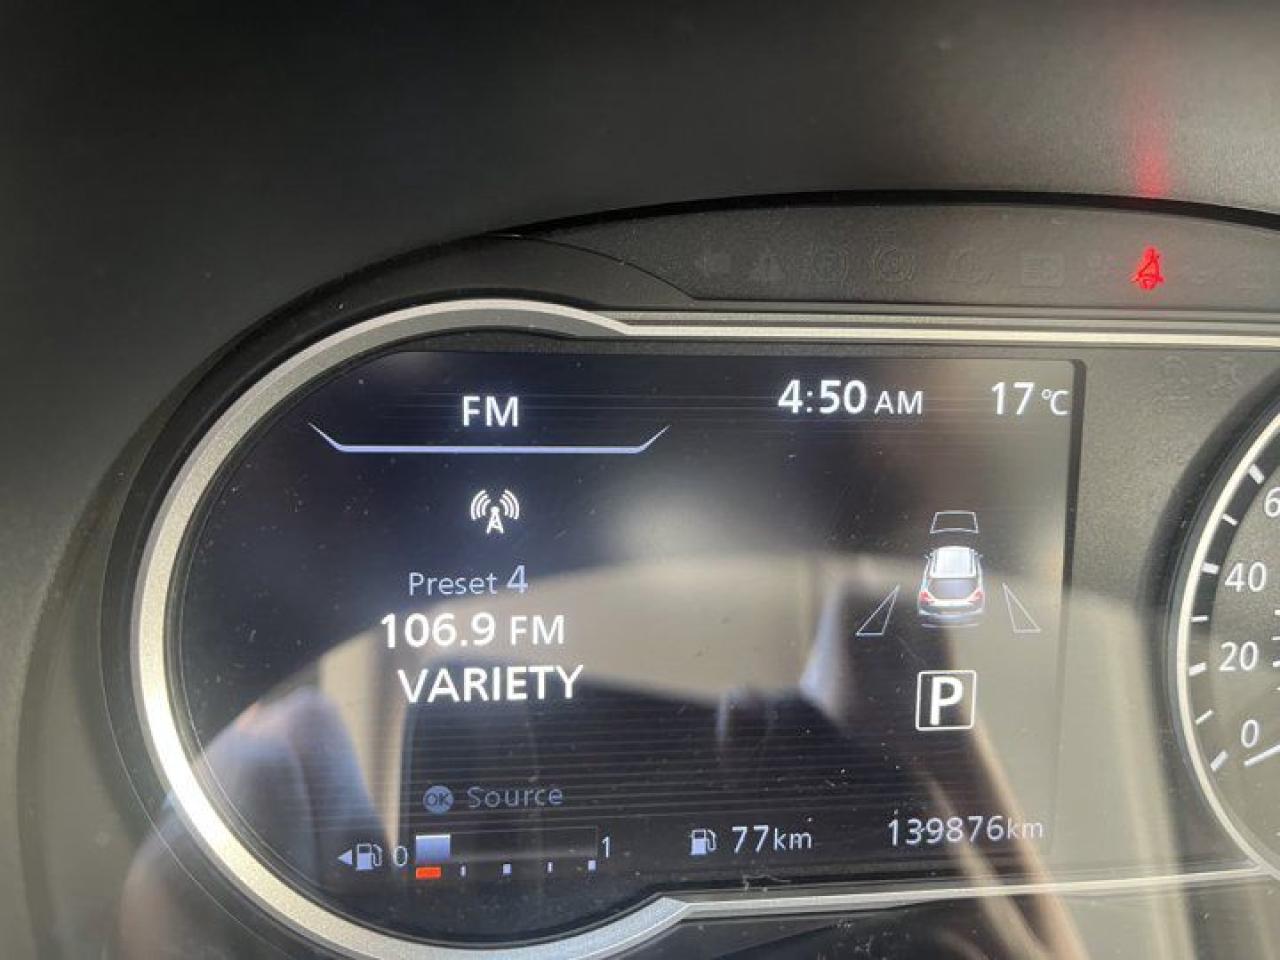 FM
4:50 AM
17 °C
Preset 4
106.9 FM
VARIETY
P
OK Source
0
1
77km
139876km
6
40
20
0